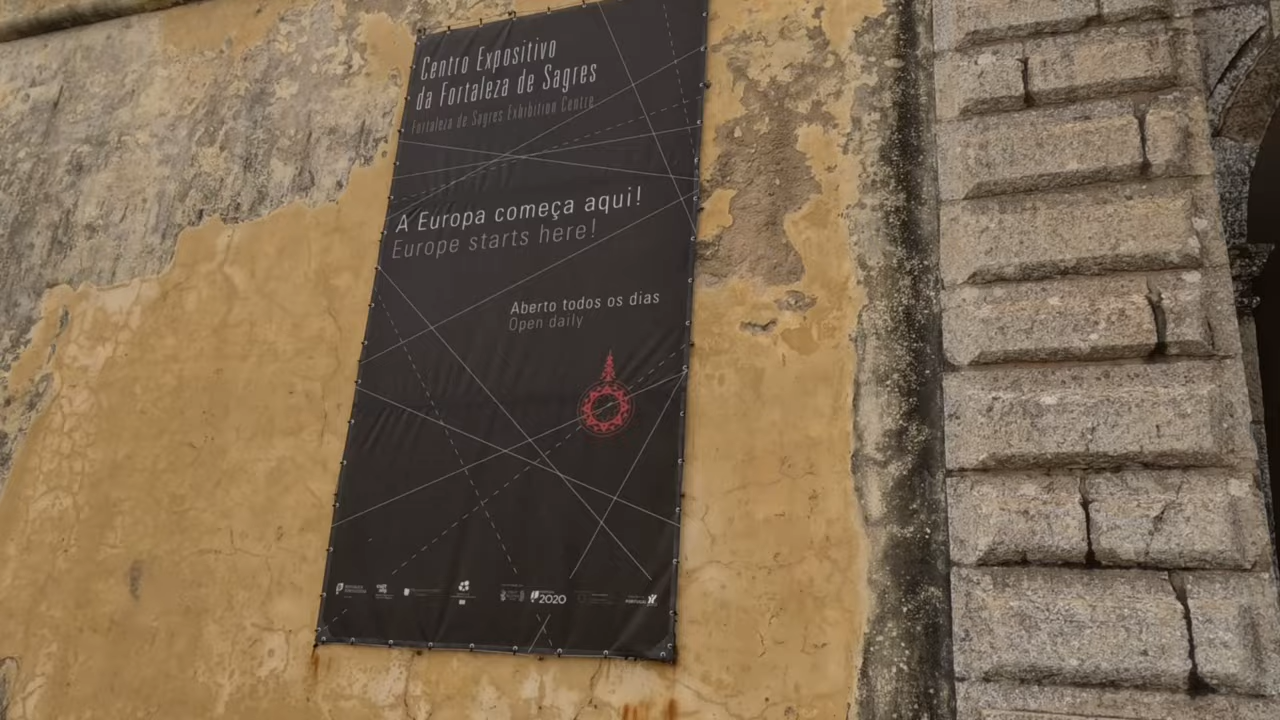 Centro Expositivo
da Fortaleza de Sagres
Fortaleza de Sagres Exhibition Centre
A Europa começa aqui!
Europe starts here!
Aberto todos os dias
Open daily
2020